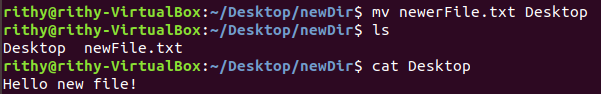 rithy@rithy-VirtualBox:~/Desktop/newDir$ mv newerFile.txt Desktop
rithy@rithy-VirtualBox:~/Desktop/newDir$ ls
Desktop  newFile.txt
rithy@rithy-VirtualBox:~/Desktop/newDir$ cat Desktop
Hello new file!